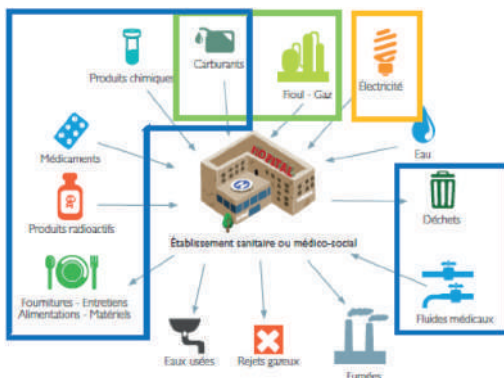 Produits chimiques
Carburants
Fioul - Gaz
Électricité
Médicaments
HOPITAL
Eau
Produits radioactifs
Déchets
Établissement sanitaire ou médico-social
Fournitures - Entretiens
Alimentations - Matériels
Fluides médicaux
Eaux usées
Rejets gazeux
Fumées